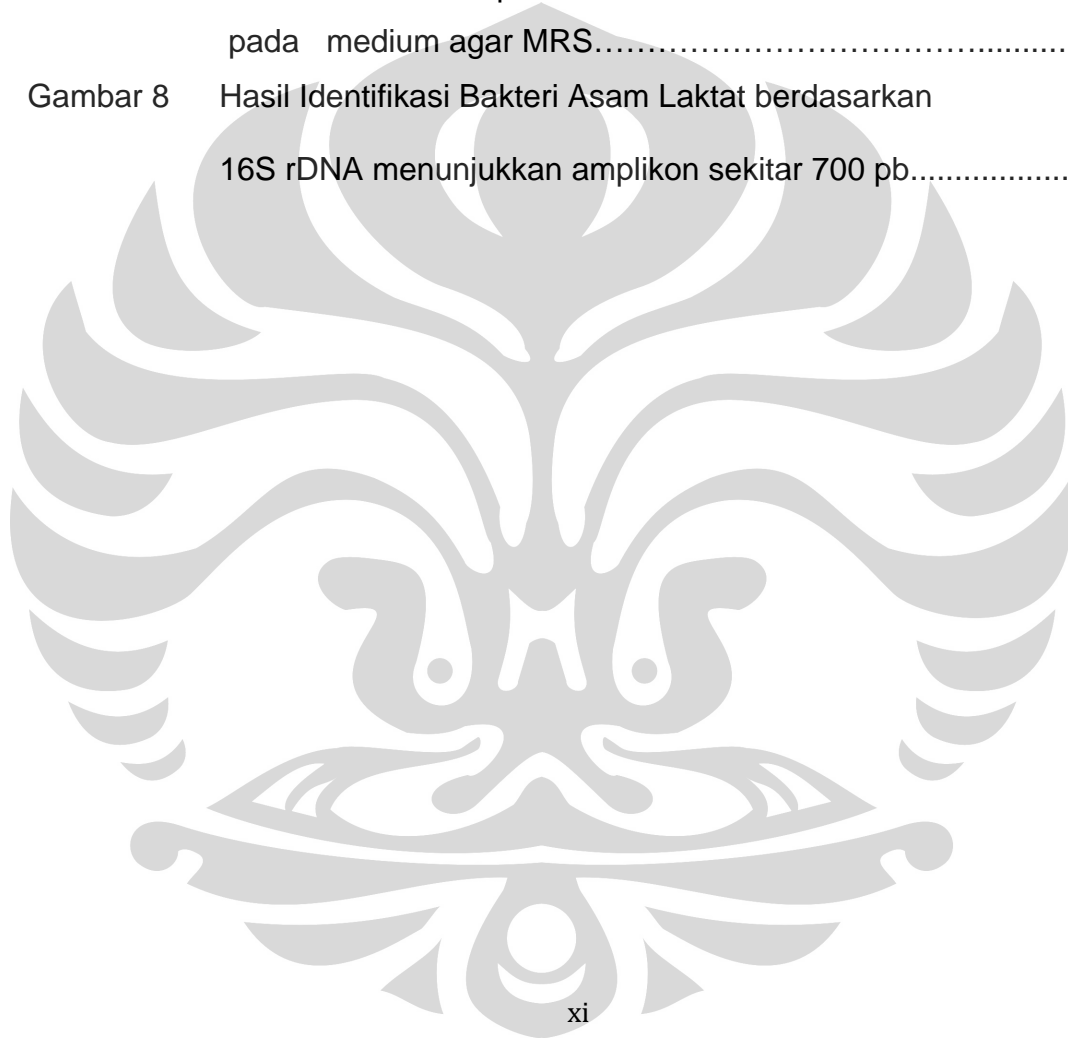 pada medium agar MRS……………………………...........
Gambar 8 Hasil Identifikasi Bakteri Asam Laktat berdasarkan
16S rDNA menunjukkan amplikon sekitar 700 pb..................
xi